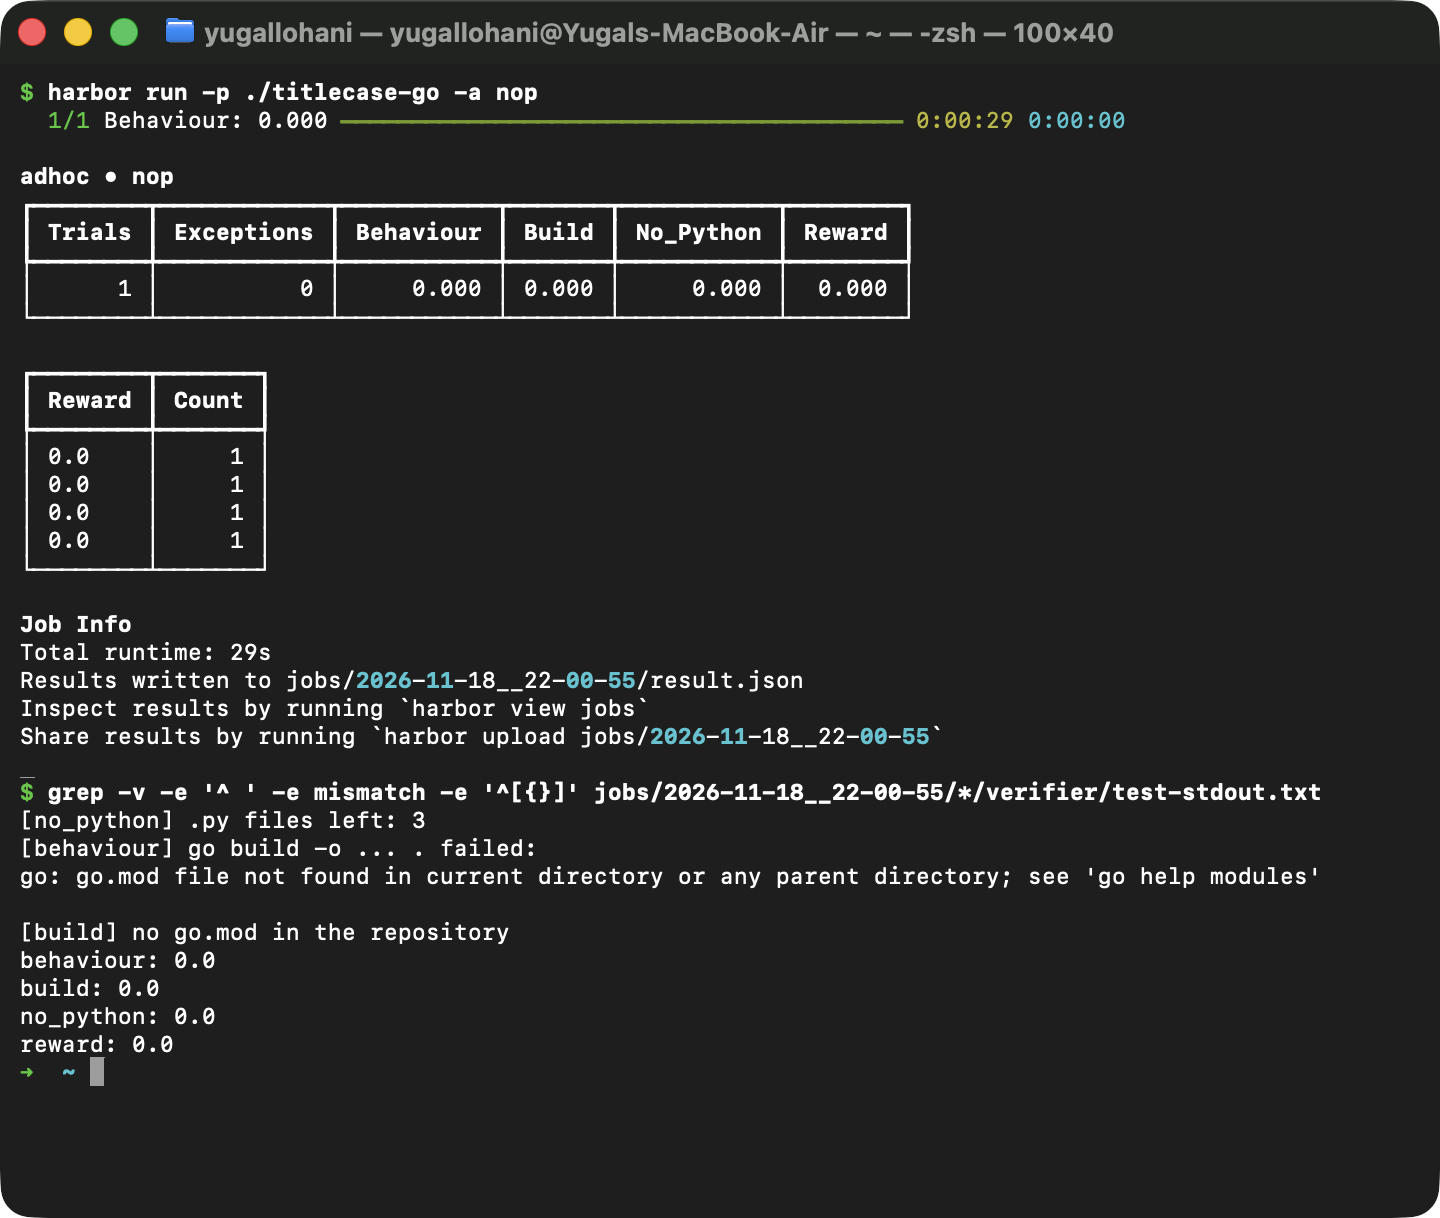 yugallohani — yugallohani@Yugals-MacBook-Air — ~ — -zsh — 100×40
$ harbor run -p ./titlecase-go -a nop
1/1 Behaviour: 0.000 0:00:29 0:00:00
adhoc • nop
Trials Exceptions Behaviour Build No_Python Reward
1 0 0.000 0.000 0.000 0.000
Reward Count
0.0 1
0.0 1
0.0 1
0.0 1
Job Info
Total runtime: 29s
Results written to jobs/2026-11-18__22-00-55/result.json
Inspect results by running `harbor view jobs`
Share results by running `harbor upload jobs/2026-11-18__22-00-55`
$ grep -v -e '^ ' -e mismatch -e '^[{}]' jobs/2026-11-18__22-00-55/*/verifier/test-stdout.txt
[no_python] .py files left: 3
[behaviour] go build -o ... . failed:
go: go.mod file not found in current directory or any parent directory; see 'go help modules'
[build] no go.mod in the repository
behaviour: 0.0
build: 0.0
no_python: 0.0
reward: 0.0
➜ ~